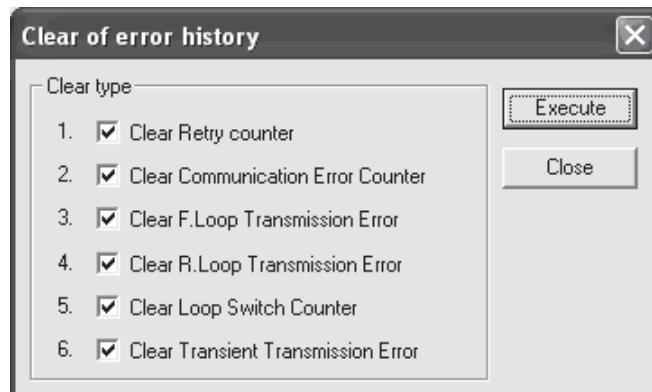 Clear of error history
Clear type
1. Clear Retry counter
2. Clear Communication Error Counter
3. Clear F.Loop Transmission Error
4. Clear R.Loop Transmission Error
5. Clear Loop Switch Counter
6. Clear Transient Transmission Error
Execute
Close